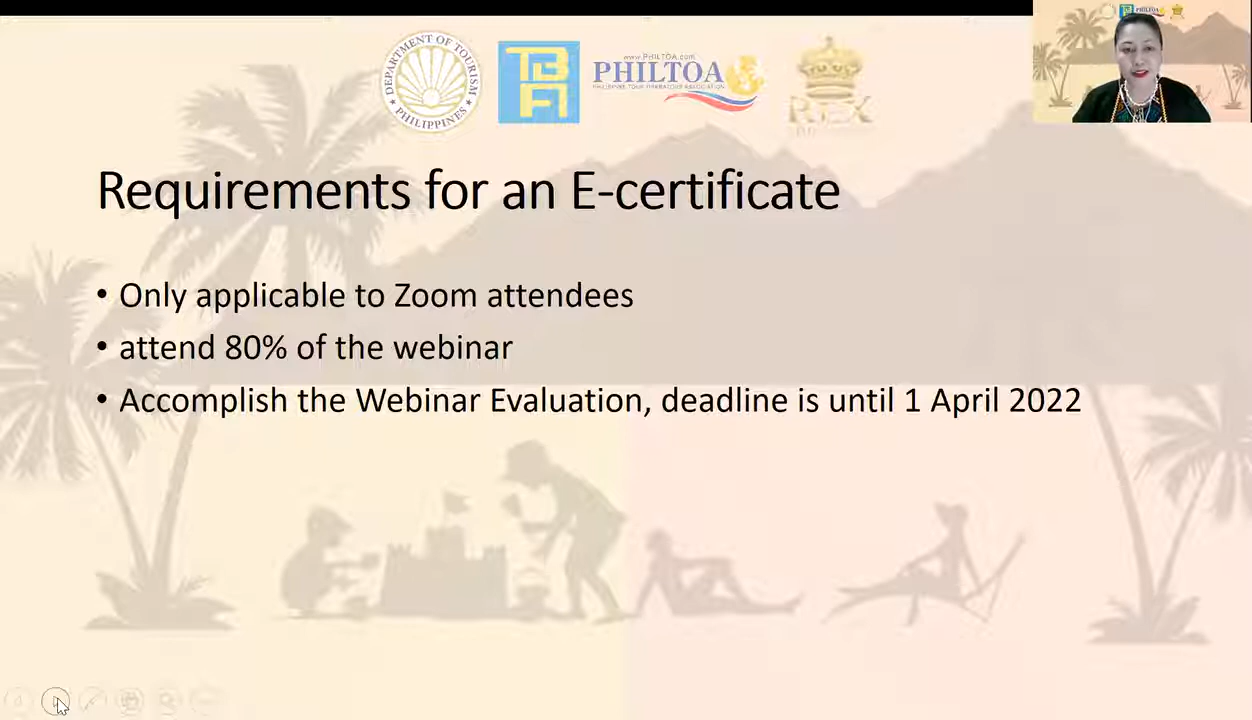 DEPARTMENT OF TOURISM
PHILIPPINES
TB
A
www.PHILTOA.com
PHILTOA
PHILIPPINE TOUR OPERATORS ASSOCIATION
REX
Requirements for an E-certificate
• Only applicable to Zoom attendees
• attend 80% of the webinar
• Accomplish the Webinar Evaluation, deadline is until 1 April 2022